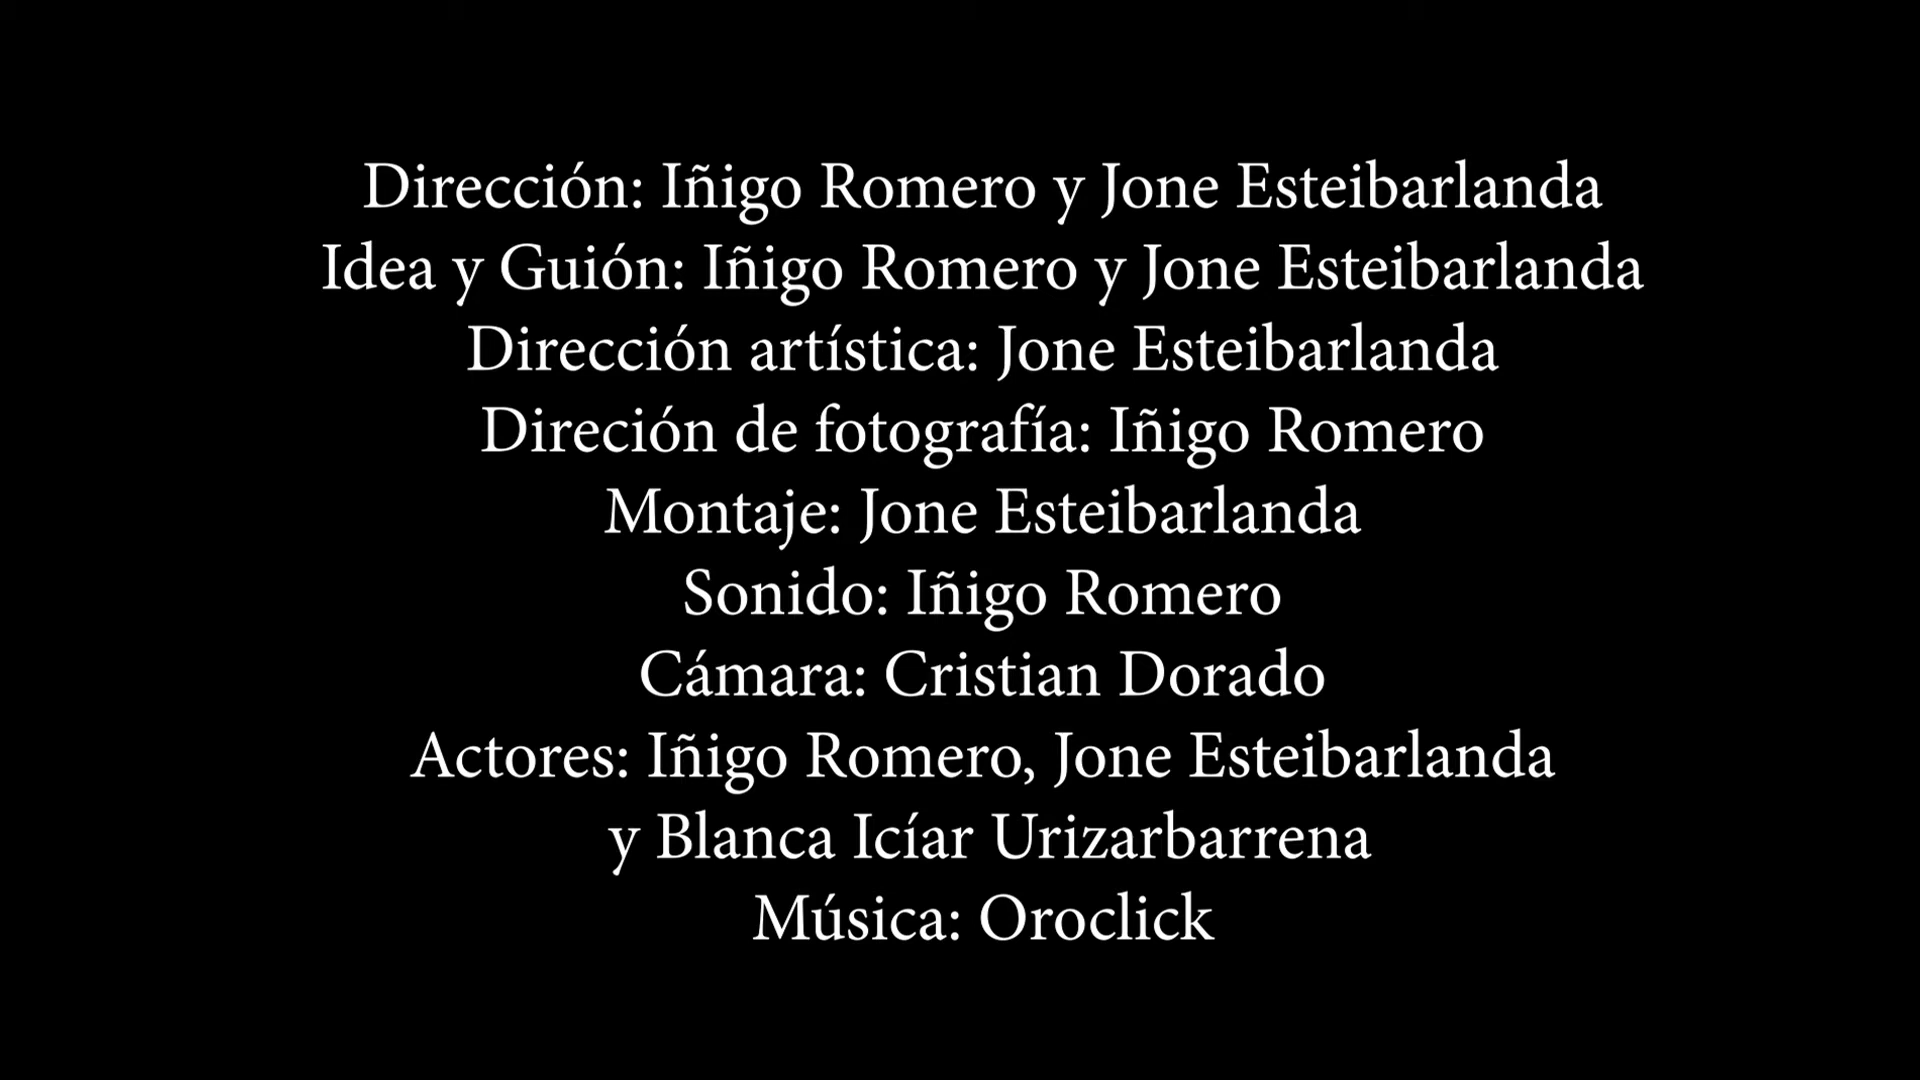 Dirección: Iñigo Romero y Jone Esteibarlanda
Idea y Guión: Iñigo Romero y Jone Esteibarlanda
Dirección artística: Jone Esteibarlanda
Direción de fotografía: Iñigo Romero
Montaje: Jone Esteibarlanda
Sonido: Iñigo Romero
Cámara: Cristian Dorado
Actores: Iñigo Romero, Jone Esteibarlanda
y Blanca Icíar Urizarbarrena
Música: Oroclick